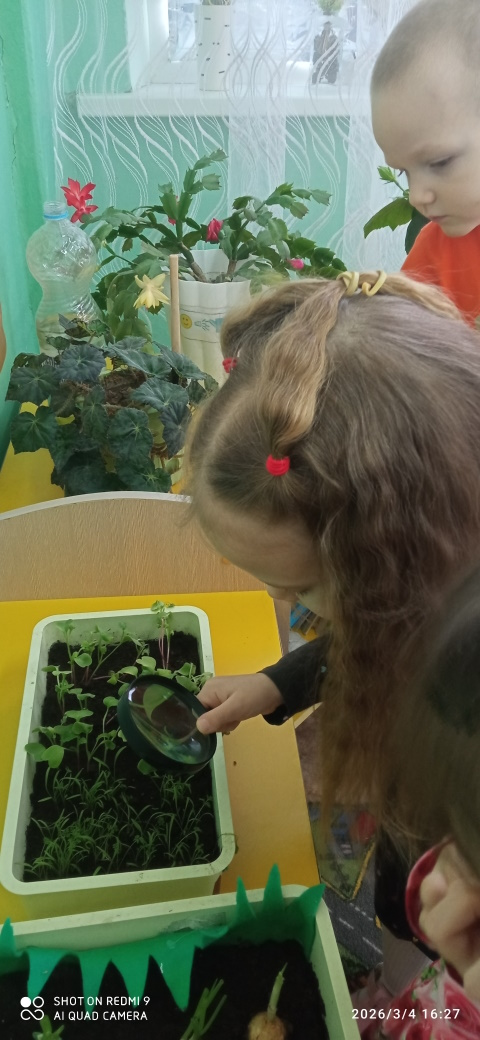 SHOT ON REDMI 9
AI QUAD CAMERA
2026/3/4 16:27